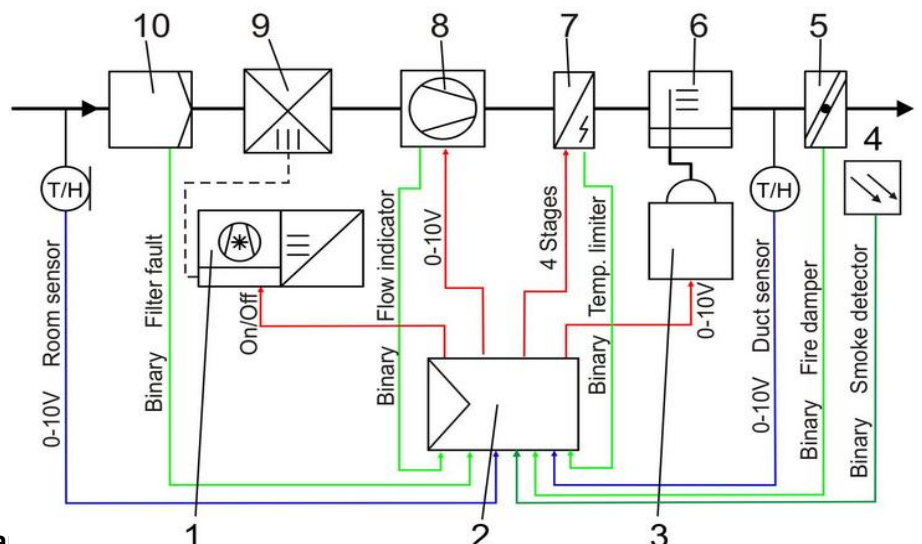 10
9
8
7
6
5
4
T/H
T/H
0-10V Room sensor
Binary Filter fault
On/Off
Binary Flow indicator
0-10V
4 Stages
Binary Temp. limiter
0-10V
0-10V Duct sensor
Binary Fire damper
Binary Smoke detector
1
2
3